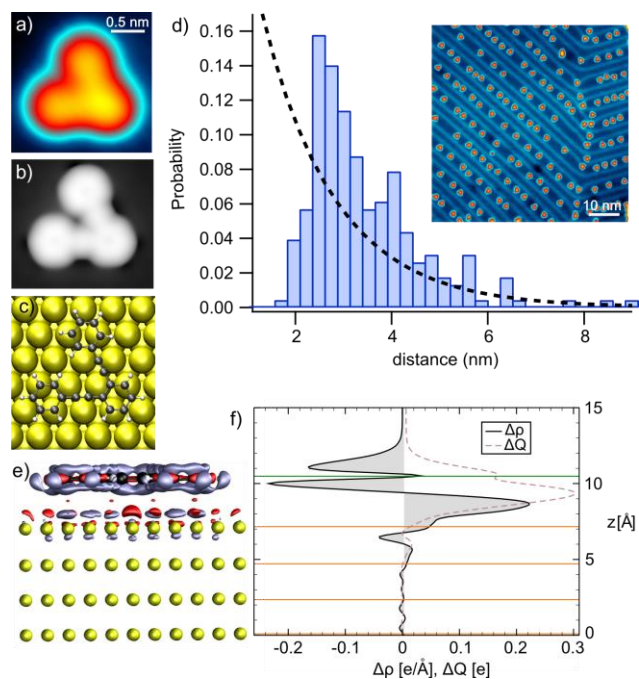 a)
0.5 nm
b)
c)
d)
0.16
0.14
0.12
0.10
0.08
0.06
0.04
0.02
0.00
Probability
2
4
6
8
distance (nm)
10 nm
e)
f)
Δρ
ΔQ
15
10
5
0
z[Å]
-0.2
-0.1
0
0.1
0.2
0.3
Δρ [e/Å], ΔQ [e]